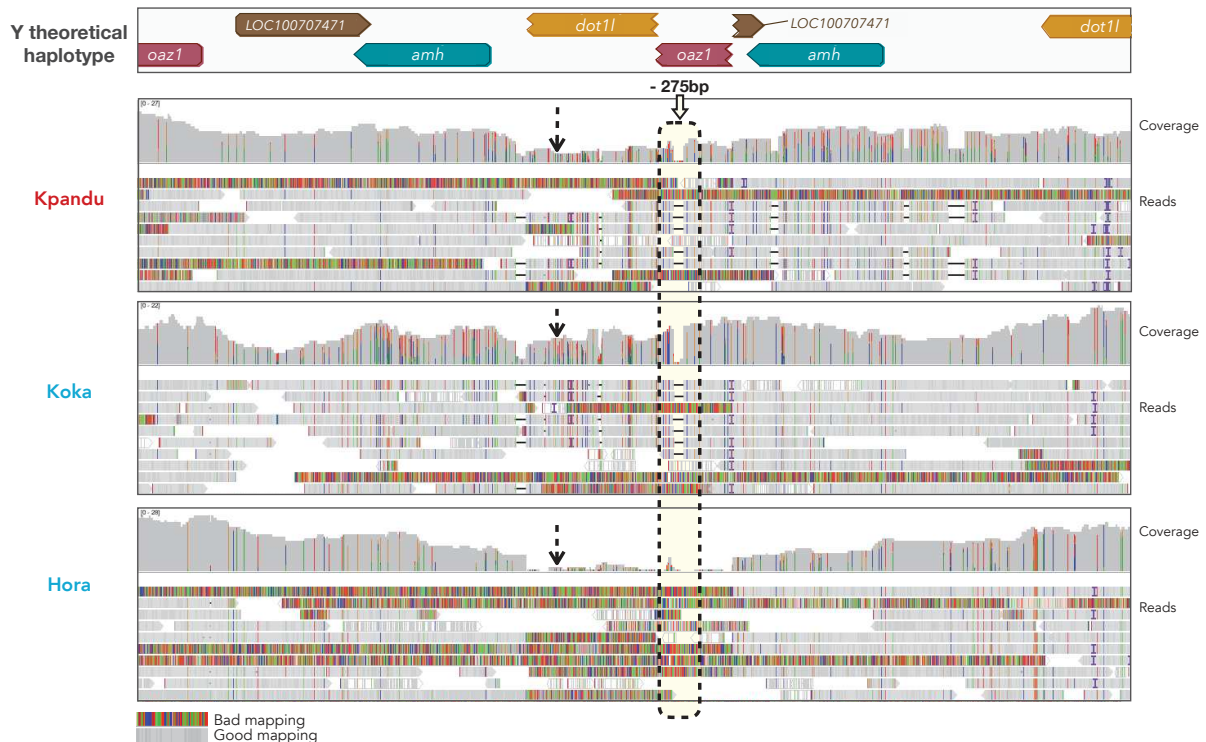 Y theoretical
haplotype
LOC100707471
dot1l
LOC100707471
dot1l
oaz1
amh
oaz1
amh
- 275bp
[0 - 27]
Coverage
Kpandu
Reads
[0 - 22]
Coverage
Koka
Reads
[0 - 29]
Coverage
Hora
Reads
Bad mapping
Good mapping